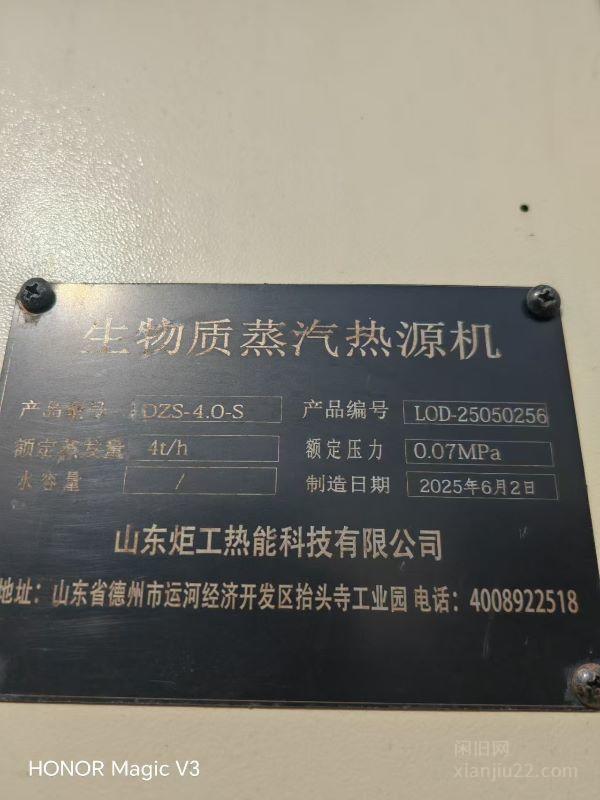 生物质蒸汽热源机
产品编号 DZS-4.0-S 产品编号 LOD-25050256
额定蒸发量 4t/h 额定压力 0.07MPa
水容量 / 制造日期 2025年6月2日
山东炬工热能科技有限公司
地址：山东省德州市运河经济开发区抬头寺工业园 电话：4008922518
HONOR Magic V3
闲旧网
xianjiu22.com